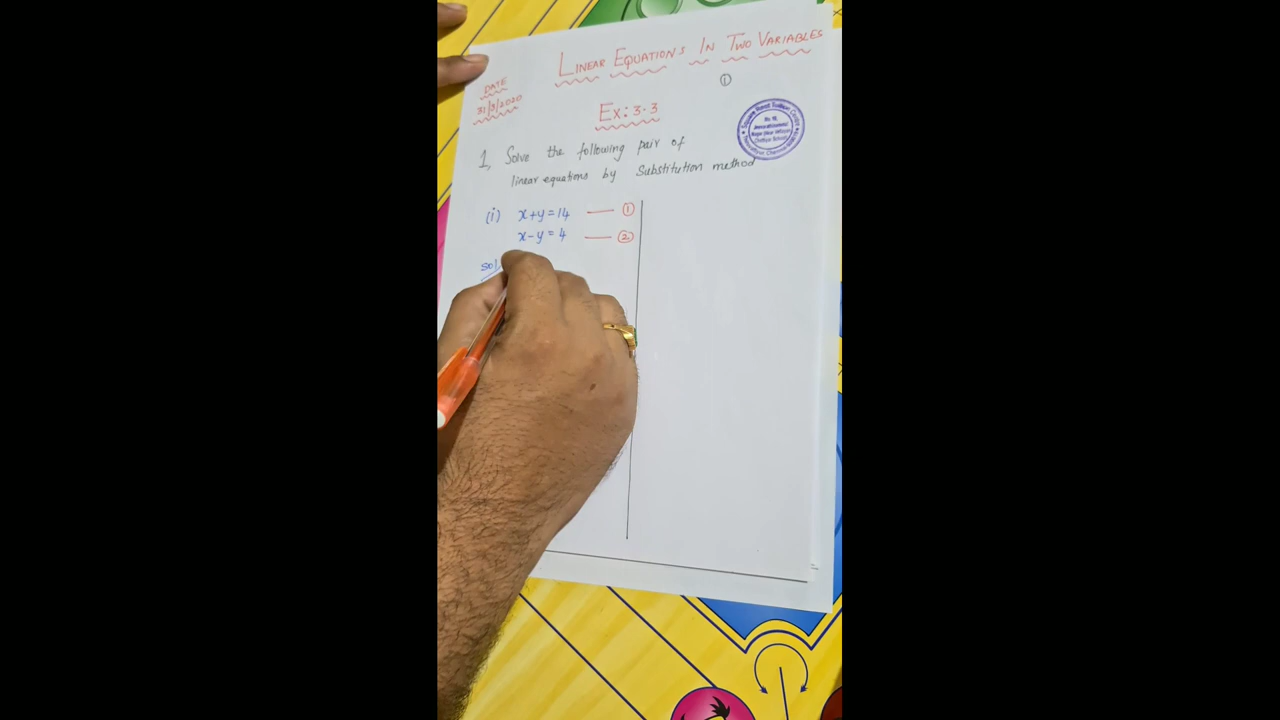 LINEAR EQUATIONS IN TWO VARIABLES
DATE
31/3/2020
(i)
Ex: 3.3
1, Solve the following pair of
linear equations by Substitution method
(i) x+y=14 —— ①
x-y=4 —— ②
sol